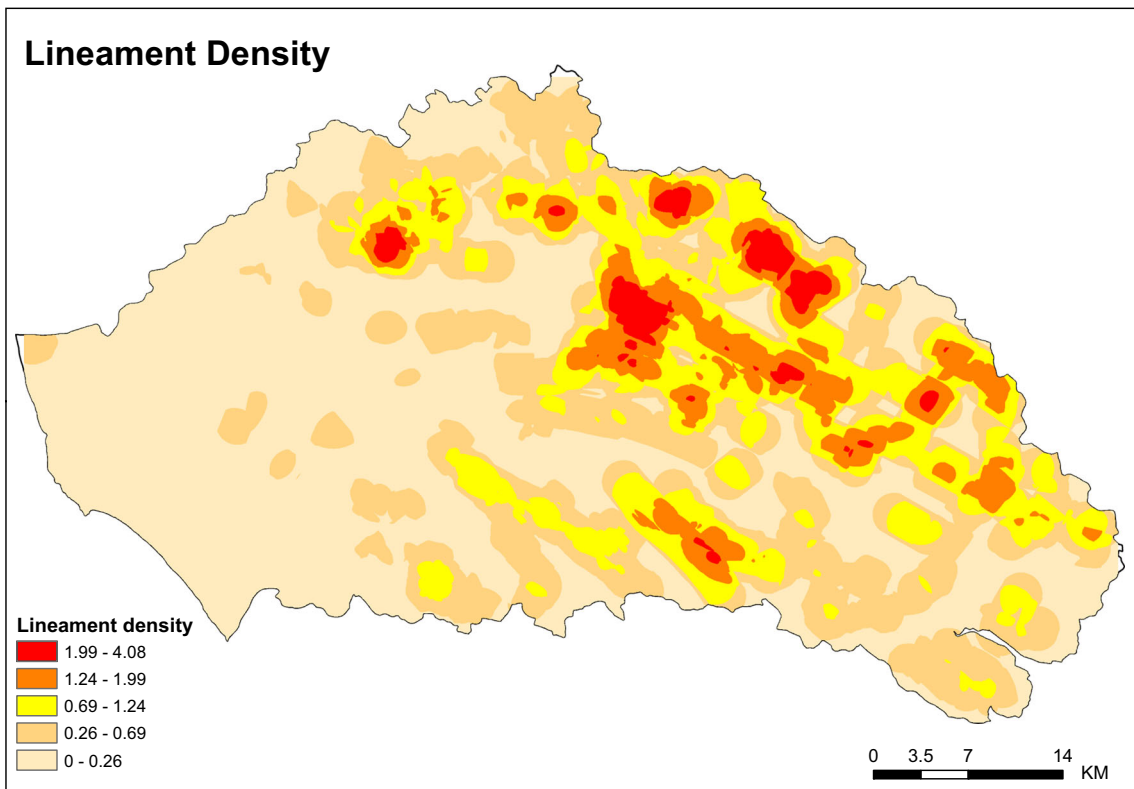 Lineament Density
Lineament density
1.99 - 4.08
1.24 - 1.99
0.69 - 1.24
0.26 - 0.69
0 - 0.26
0 3.5 7 14
KM